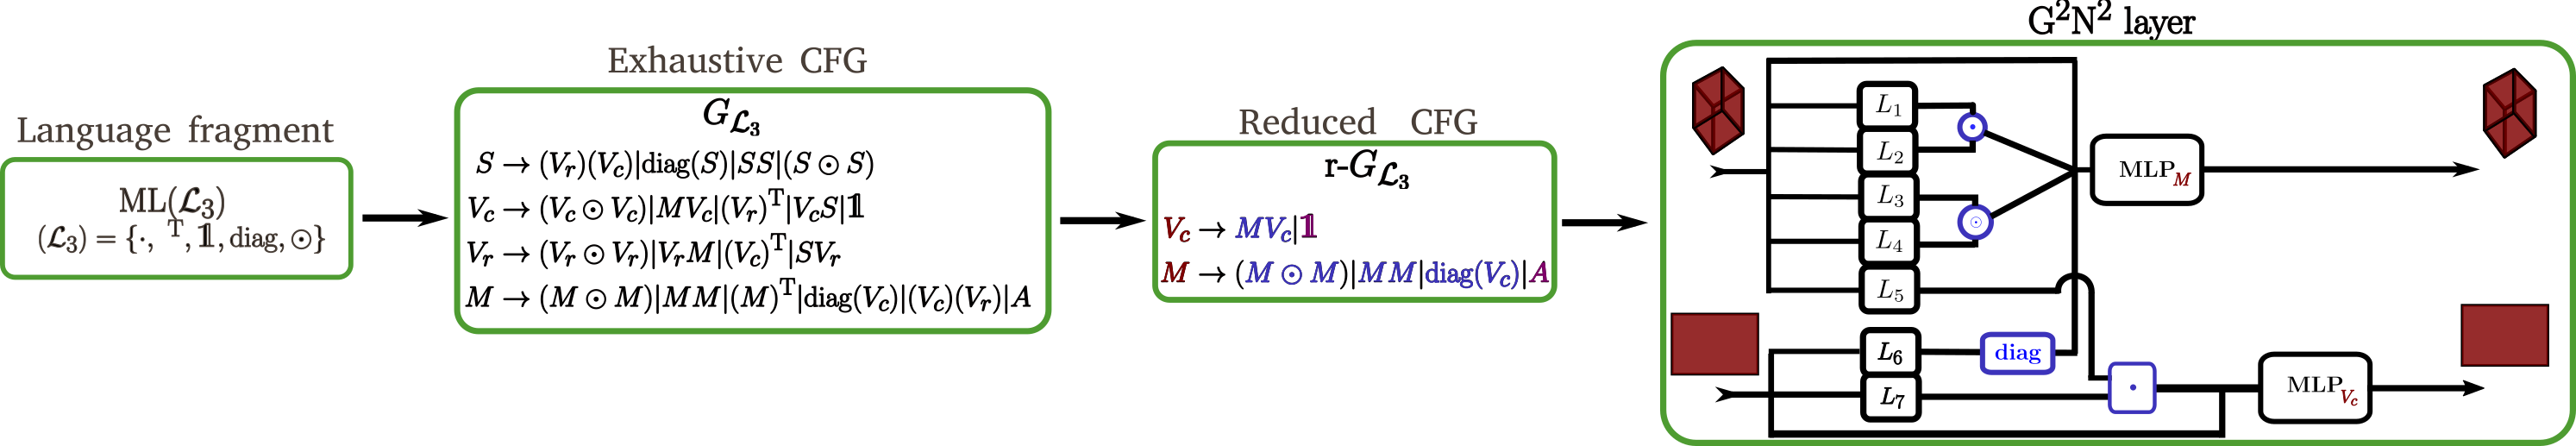 Language fragment
ML(𝓛₃)
(𝓛₃) = {·, ᵀ, 𝟙, diag, ⊙}
Exhaustive CFG
G𝓛₃
S → (Vr)(Vc)|diag(S)|SS|(S ⊙ S)
Vc → (Vc ⊙ Vc)|MVc|(Vr)ᵀ|VcS|𝟙
Vr → (Vr ⊙ Vr)|VrM|(Vc)ᵀ|SVr
M → (M ⊙ M)|MM|(M)ᵀ|diag(Vc)|(Vc)(Vr)|A
Reduced CFG
r-G𝓛₃
Vc → MVc|𝟙
M → (M ⊙ M)|MM|diag(Vc)|A
G²N² layer
L₁
·
L₂
MLP_M
L₃
⊙
L₄
L₅
L₆
diag
L₇
·
MLP_Vc